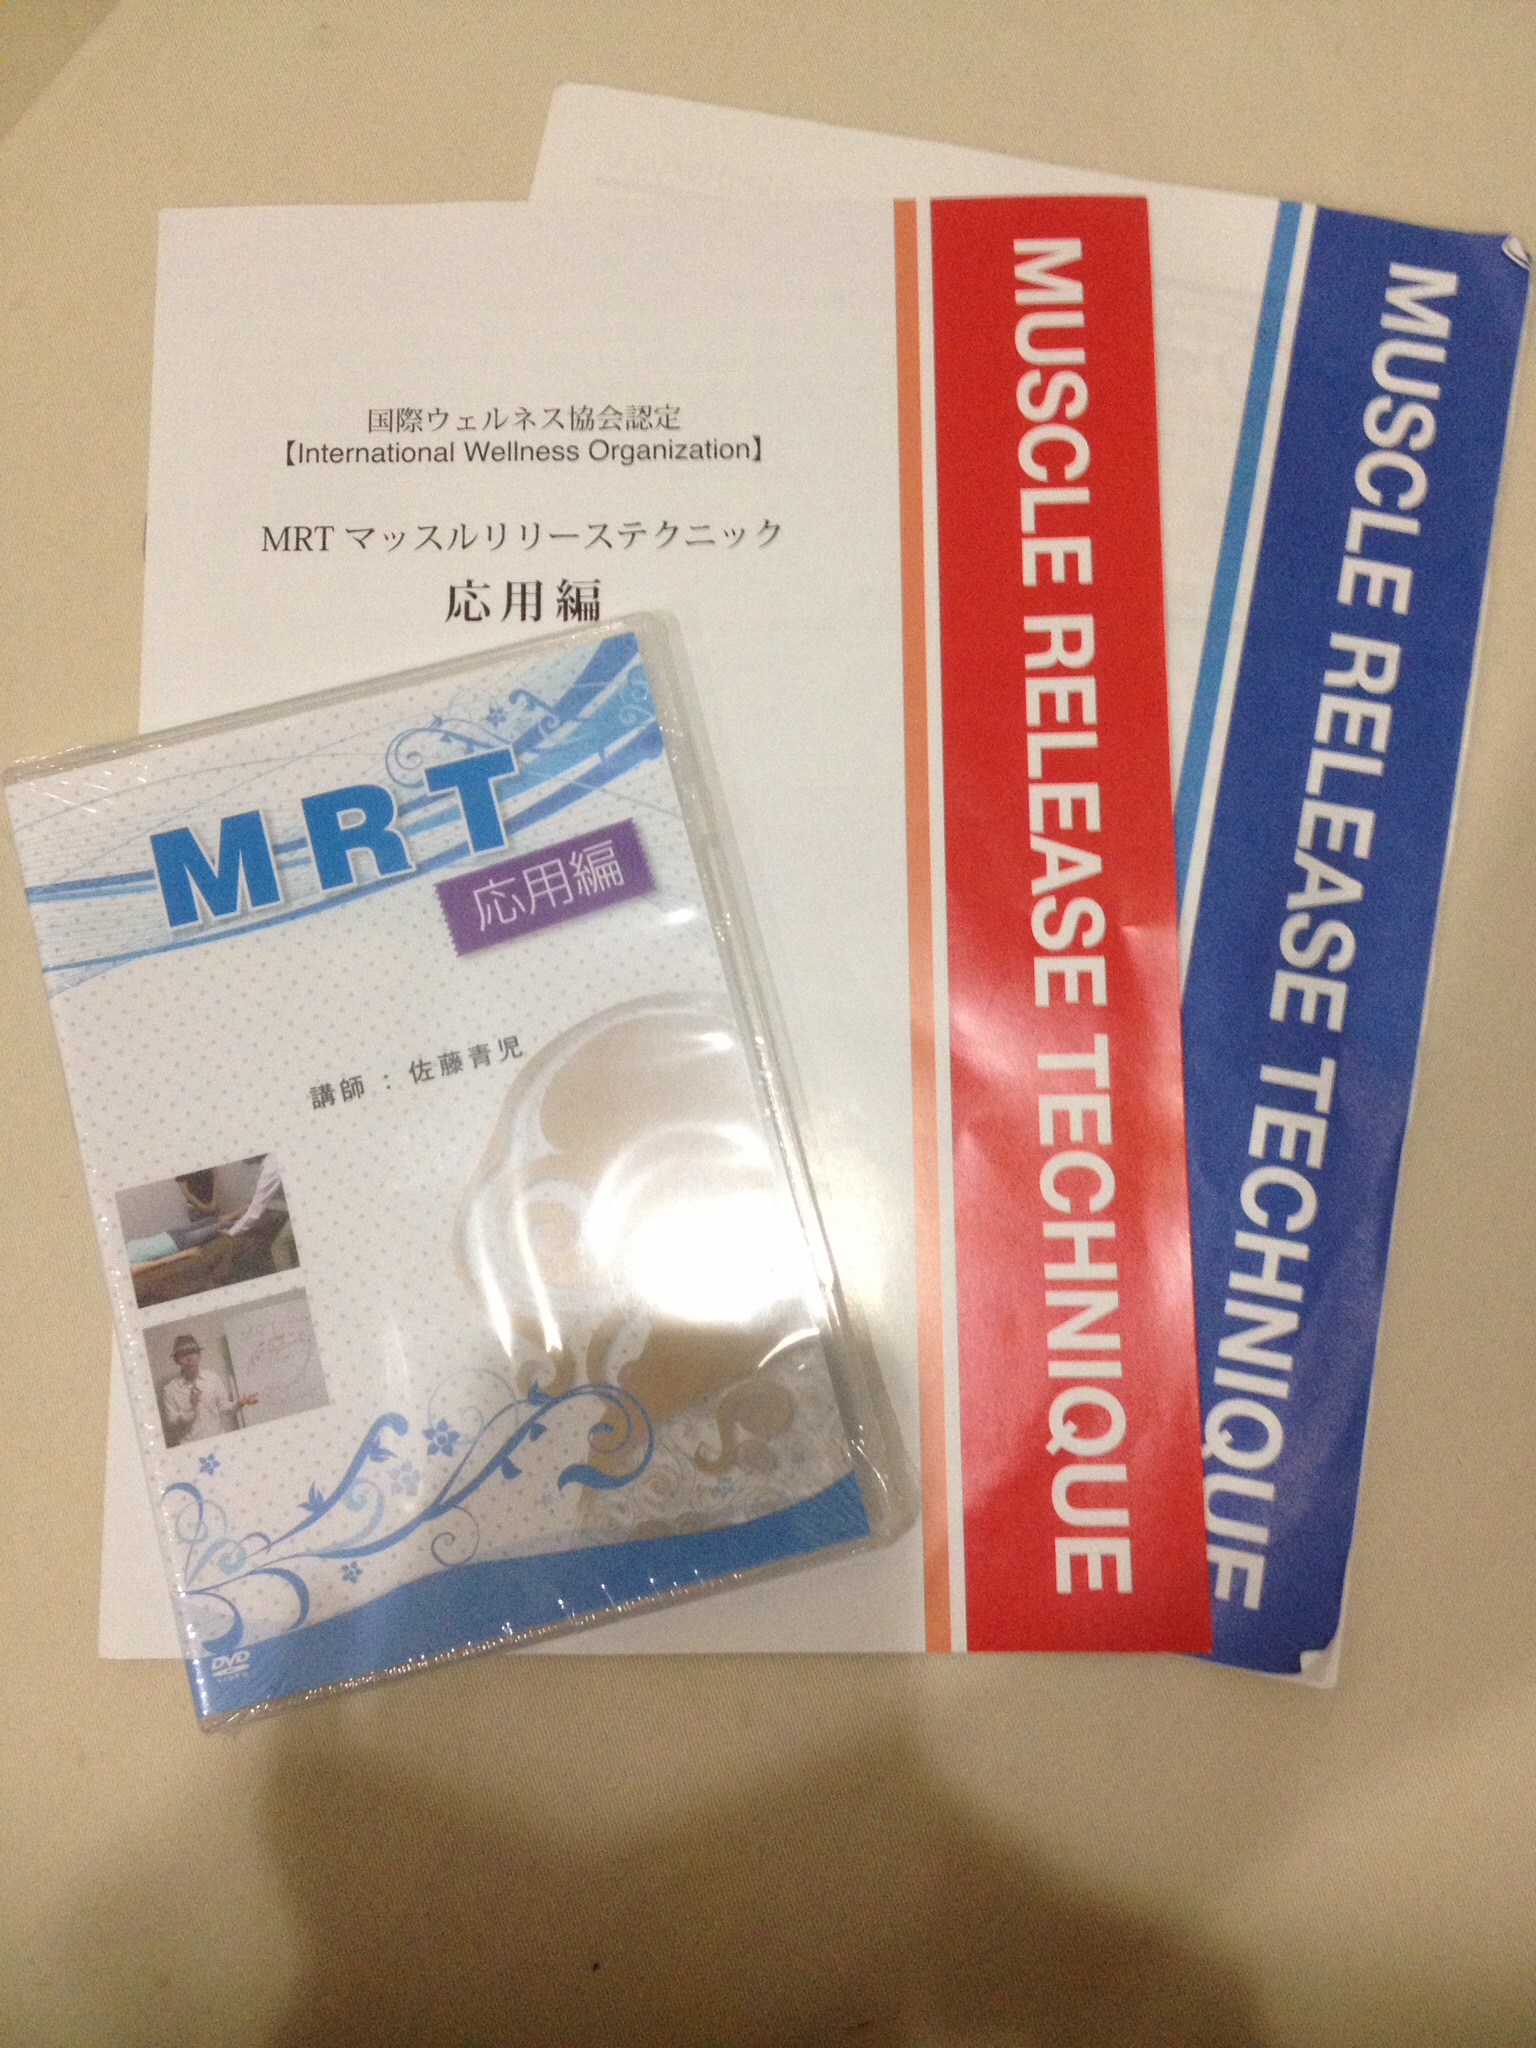 国際ウェルネス協会認定
【International Wellness Organization】
MRT マッスルリリーステクニック
応用編
MUSCLE RELEASE TECHNIQUE
MUSCLE RELEASE TECHNIQUE
MRT
応用編
講師 : 佐藤青児
DVD
VIDEO